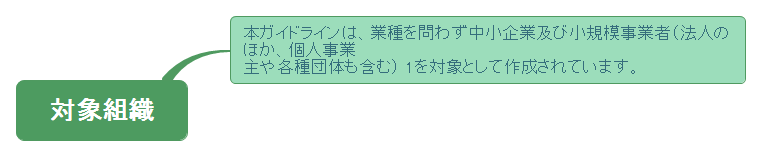 本ガイドラインは、業種を問わず中小企業及び小規模事業者（法人の
ほか、個人事業
主や各種団体も含む）1を対象として作成されています。
対象組織